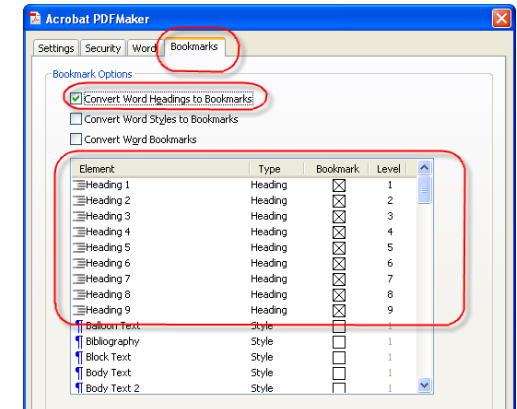 Acrobat PDFMaker
Settings Security Word Bookmarks
Bookmark Options
Convert Word Headings to Bookmarks
Convert Word Styles to Bookmarks
Convert Word Bookmarks
Element Type Bookmark Level
Heading 1 Heading 1
Heading 2 Heading 2
Heading 3 Heading 3
Heading 4 Heading 4
Heading 5 Heading 5
Heading 6 Heading 6
Heading 7 Heading 7
Heading 8 Heading 8
Heading 9 Heading 9
Balloon Text Style 1
Bibliography Style 1
Block Text Style 1
Body Text Style 1
Body Text 2 Style 1